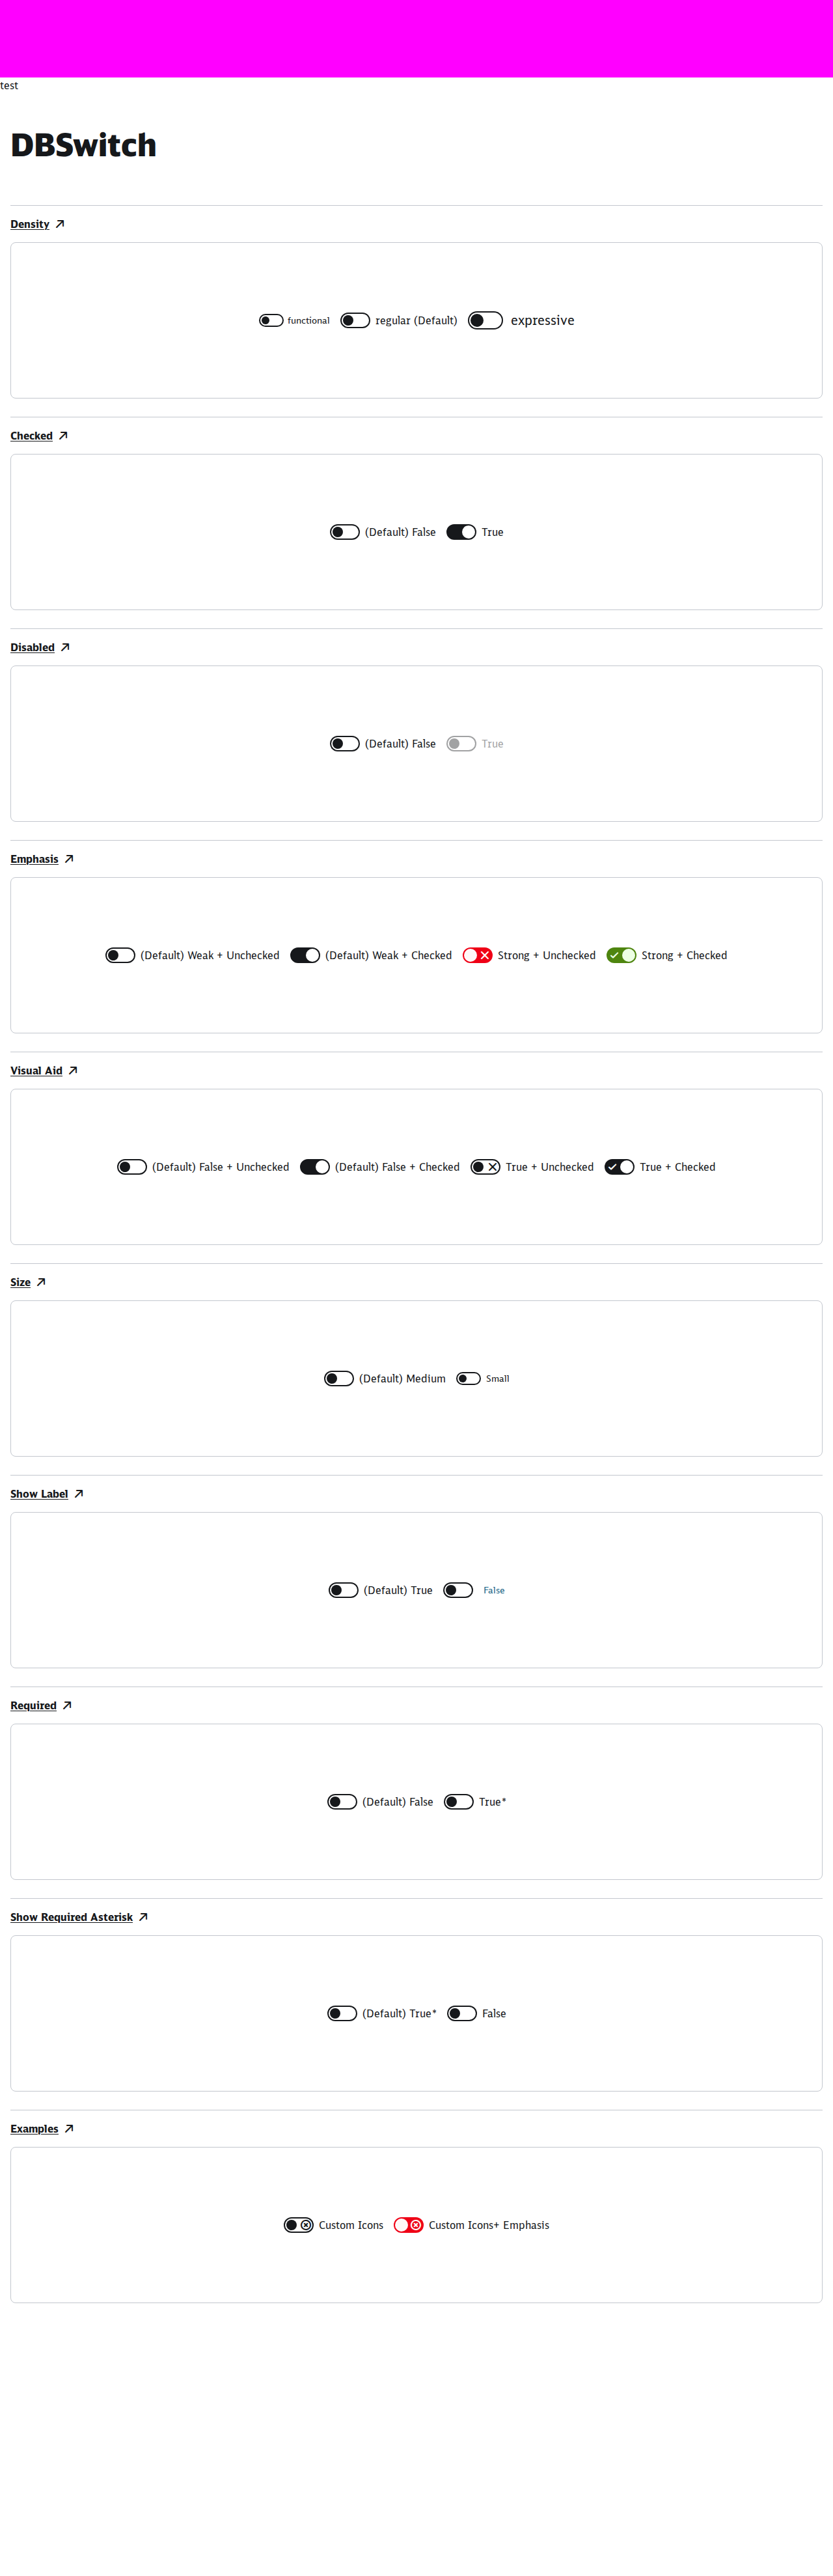 test
DBSwitch
Density
functional regular (Default) expressive
Checked
(Default) False True
Disabled
(Default) False True
Emphasis
(Default) Weak + Unchecked (Default) Weak + Checked Strong + Unchecked Strong + Checked
Visual Aid
(Default) False + Unchecked (Default) False + Checked True + Unchecked True + Checked
Size
(Default) Medium Small
Show Label
(Default) True False
Required
(Default) False True*
Show Required Asterisk
(Default) True* False
Examples
Custom Icons Custom Icons+ Emphasis